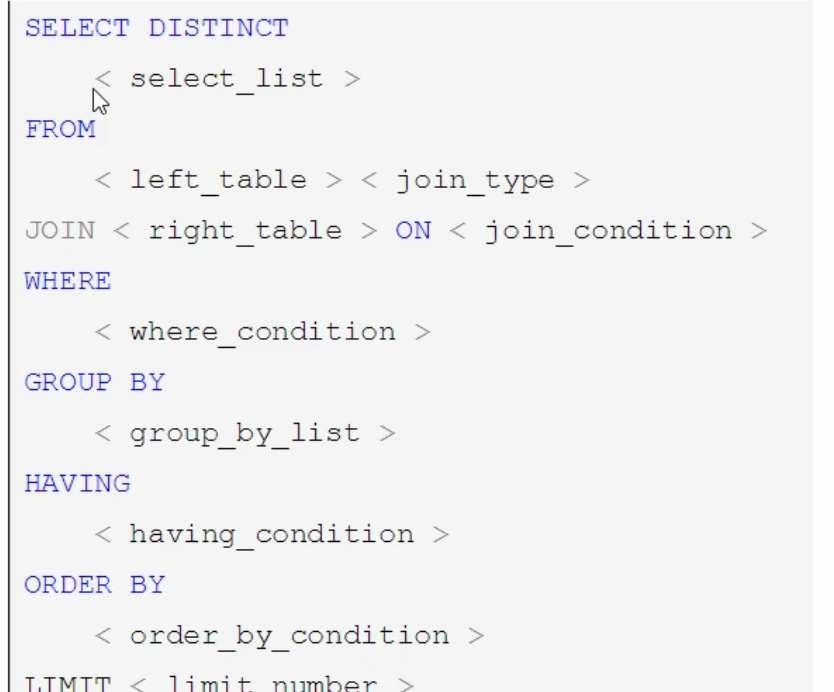 SELECT DISTINCT
< select_list >
FROM
< left_table > < join_type >
JOIN < right_table > ON < join_condition >
WHERE
< where_condition >
GROUP BY
< group_by_list >
HAVING
< having_condition >
ORDER BY
< order_by_condition >
LIMIT < limit_number >